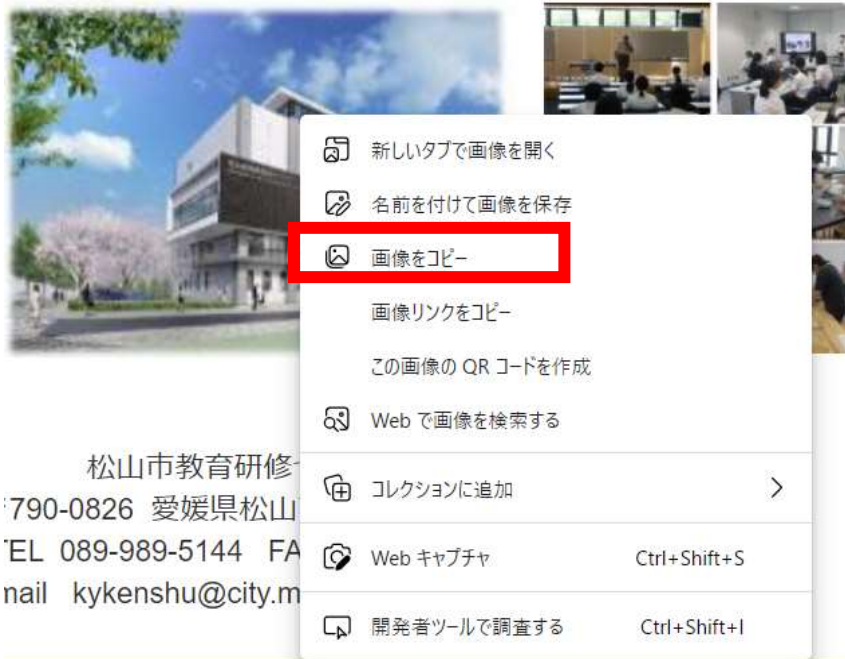 新しいタブで画像を開く
名前を付けて画像を保存
画像をコピー
画像リンクをコピー
この画像の QR コードを作成
Web で画像を検索する
コレクションに追加
Web キャプチャ Ctrl+Shift+S
開発者ツールで調査する Ctrl+Shift+I
松山市教育研修
790-0826 愛媛県松山
TEL 089-989-5144 FA
mail kykenshu@city.m